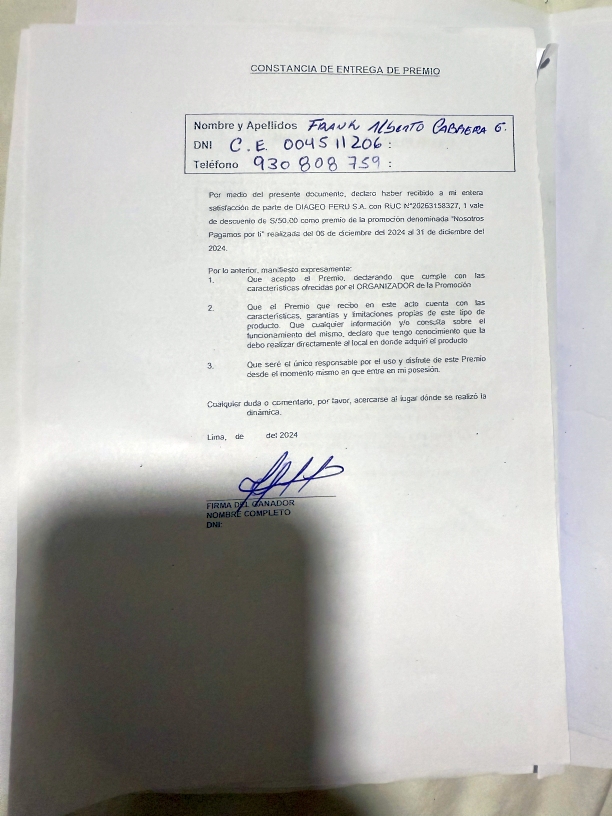 CONSTANCIA DE ENTREGA DE PREMIO
Nombre y Apellidos FRANK Alberto CABRERA G.
DNI C.E. 004511206 :
Teléfono 930 808 759 :
Por medio del presente documento, declaro haber recibido a mi entera
satisfacción de parte de DIAGEO PERU S.A. con RUC N°20263158327, 1 vale
de descuento de S/50.00 como premio de la promoción denominada "Nosotros
Pagamos por ti" realizada del 06 de diciembre del 2024 al 31 de diciembre del
2024.
Por lo anterior, manifiesto expresamente:
1. Que acepto el Premio, declarando que cumple con las
características ofrecidas por el ORGANIZADOR de la Promoción
2. Que el Premio que recibo en este acto cuenta con las
características, garantías y limitaciones propias de este tipo de
producto. Que cualquier información y/o consulta sobre el
funcionamiento del mismo, declaro que tengo conocimiento que la
debo realizar directamente al local en donde adquirí el producto
3. Que seré el único responsable por el uso y disfrute de este Premio
desde el momento mismo en que entre en mi posesión.
Cualquier duda o comentario, por favor, acercarse al lugar dónde se realizó la
dinámica.
Lima, de del 2024
FIRMA DEL GANADOR
NOMBRE COMPLETO
DNI: